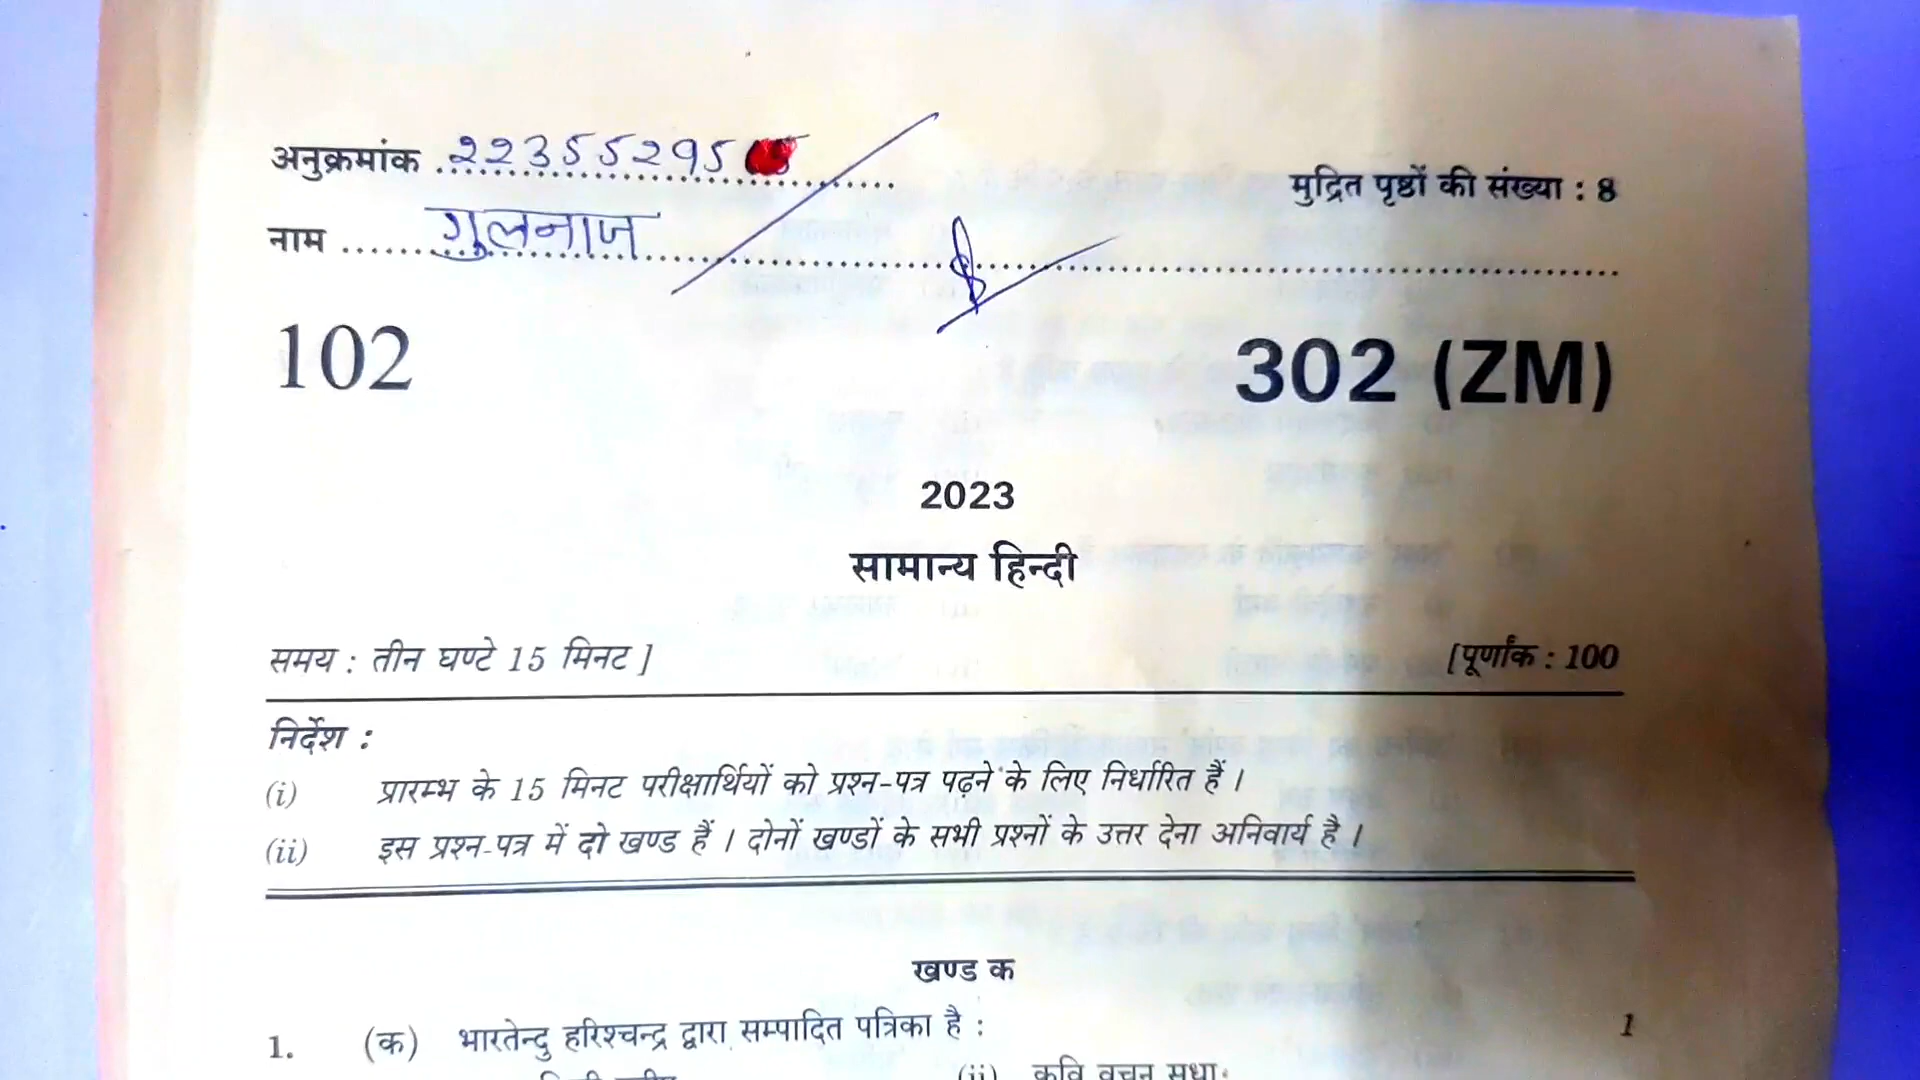 अनुक्रमांक 22355295
मुद्रित पृष्ठों की संख्या : 8
नाम गुलनाज
102
302 (ZM)
2023
सामान्य हिन्दी
समय : तीन घण्टे 15 मिनट ]
[पूर्णांक : 100
निर्देश :
(i) प्रारम्भ के 15 मिनट परीक्षार्थियों को प्रश्न-पत्र पढ़ने के लिए निर्धारित हैं ।
(ii) इस प्रश्न-पत्र में दो खण्ड हैं । दोनों खण्डों के सभी प्रश्नों के उत्तर देना अनिवार्य है ।
खण्ड क
1. (क) भारतेन्दु हरिश्चन्द्र द्वारा सम्पादित पत्रिका है : 1
(ii) कवि वचन सुधा